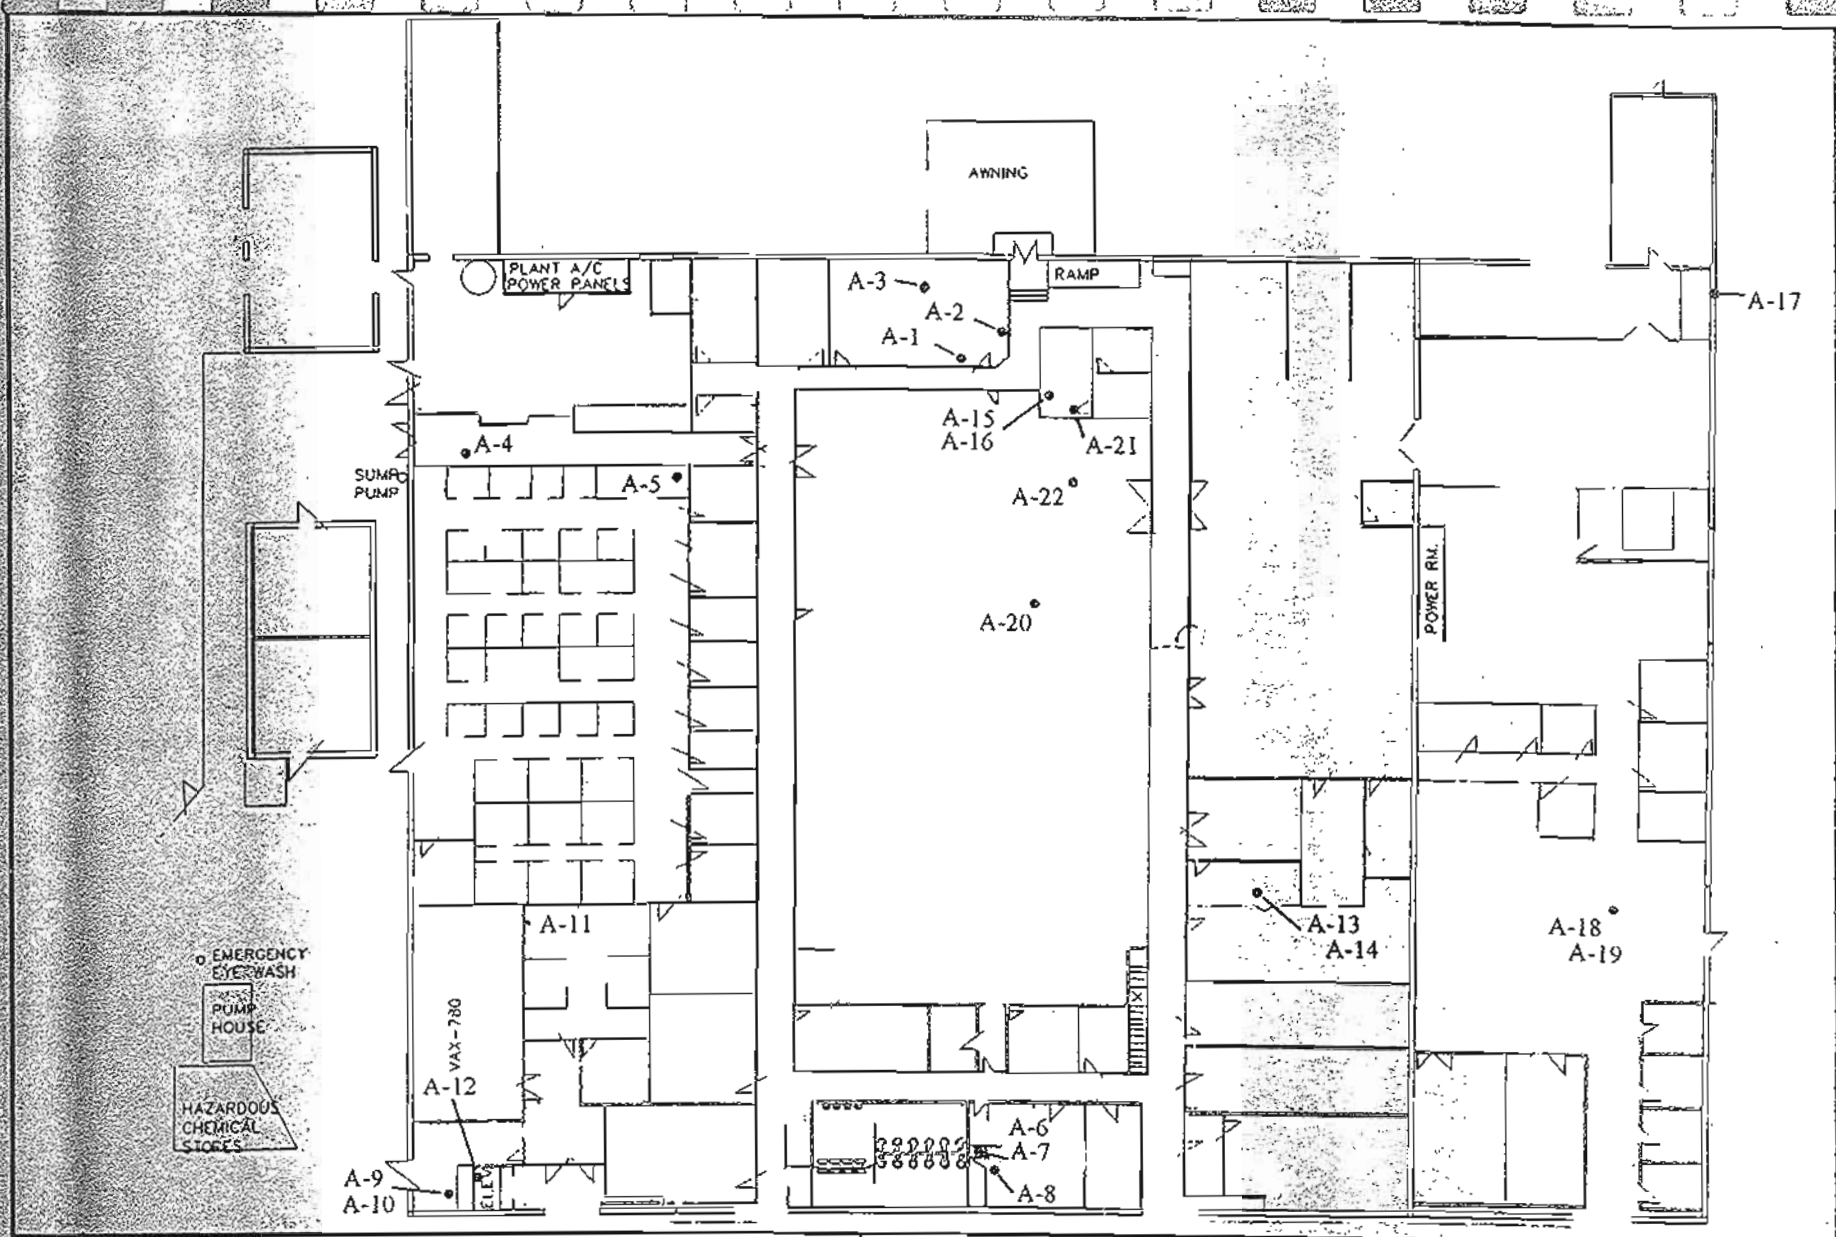 AWNING
PLANT A/C
POWER PANELS
RAMP
A-3
A-2
A-1
A-17
A-15
A-16
A-21
A-4
SUMP
PUMP
A-5
A-22
POWER RM.
A-20
A-11
A-13
A-14
A-18
A-19
EMERGENCY
EYEWASH
PUMP
HOUSE
VAX-780
A-12
HAZARDOUS
CHEMICAL
STORES
A-6
A-7
A-8
A-9
A-10
ELEV